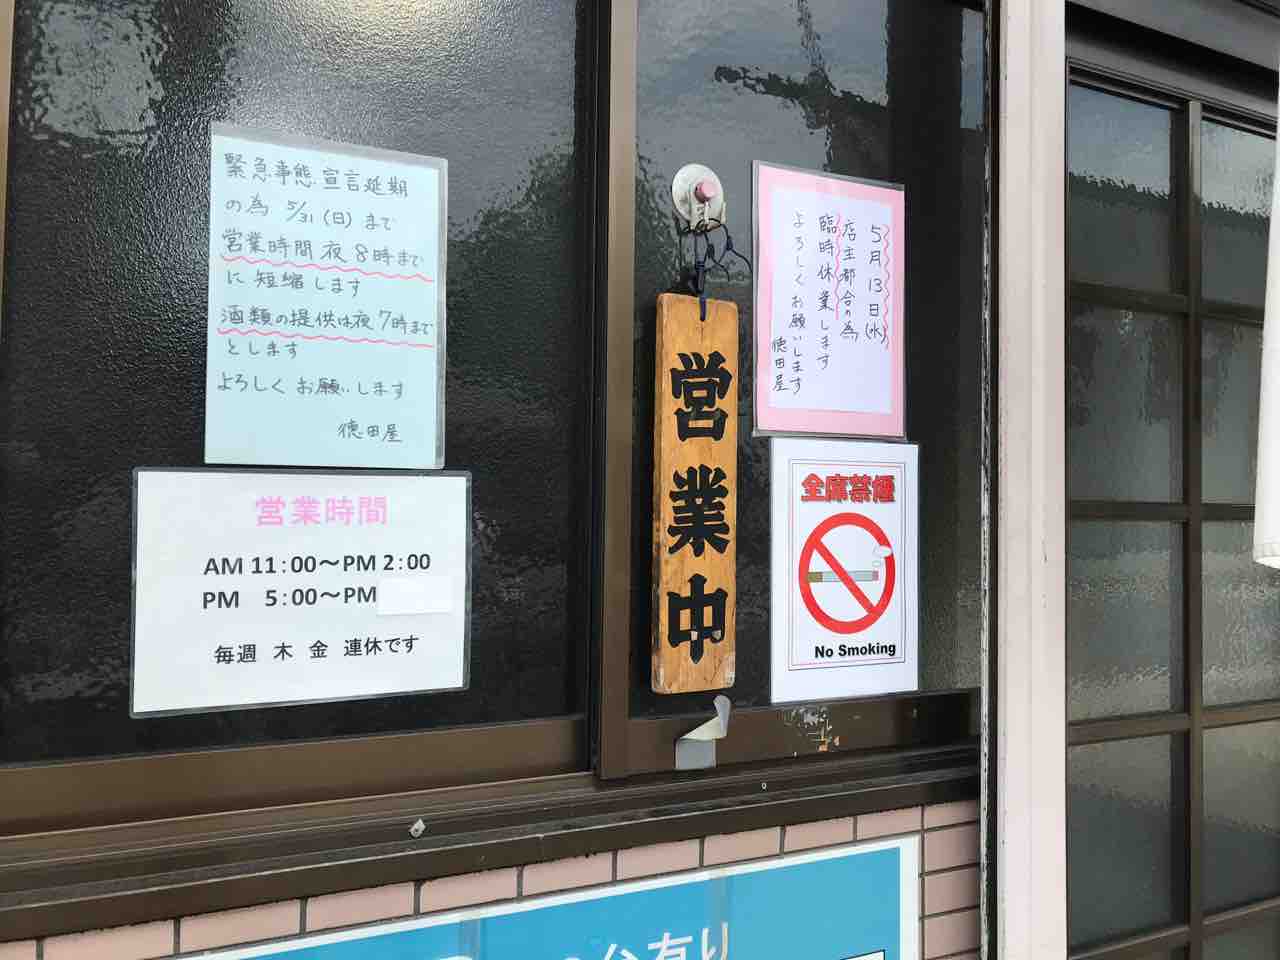 緊急事態宣言延期
の為 5/31 (日) まで
営業時間夜8時まで
に短縮します
酒類の提供は夜7時まで
とします
よろしくお願いします
徳田屋
営業時間
AM 11:00～PM 2:00
PM 5:00～PM
毎週 木 金 連休です
営業中
5月13日(水)
店主都合の為
臨時休業します
よろしくお願いします
徳田屋
全席禁煙
No Smoking
台有り